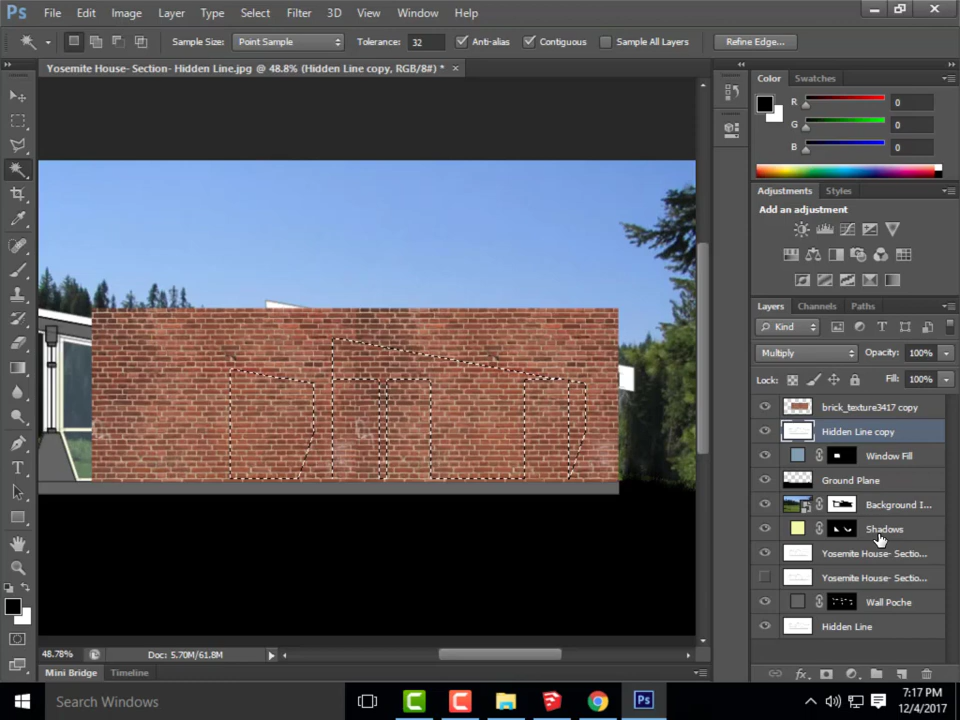 Ps File Edit Image Layer Type Select Filter 3D View Window Help
Sample Size: Point Sample Tolerance: 32 Anti-alias Contiguous Sample All Layers Refine Edge...
Yosemite House- Section- Hidden Line.jpg @ 48.8% (Hidden Line copy, RGB/8#) *
Color Swatches
R 0
G 0
B 0
Adjustments Styles
Add an adjustment
Layers Channels Paths
Kind
Multiply Opacity: 100%
Lock: Fill: 100%
brick_texture3417 copy
Hidden Line copy
Window Fill
Ground Plane
Background I...
Shadows
Yosemite House- Sectio...
Yosemite House- Sectio...
Wall Poche
Hidden Line
48.78% Doc: 5.70M/61.8M
Mini Bridge Timeline
Search Windows
7:17 PM
12/4/2017